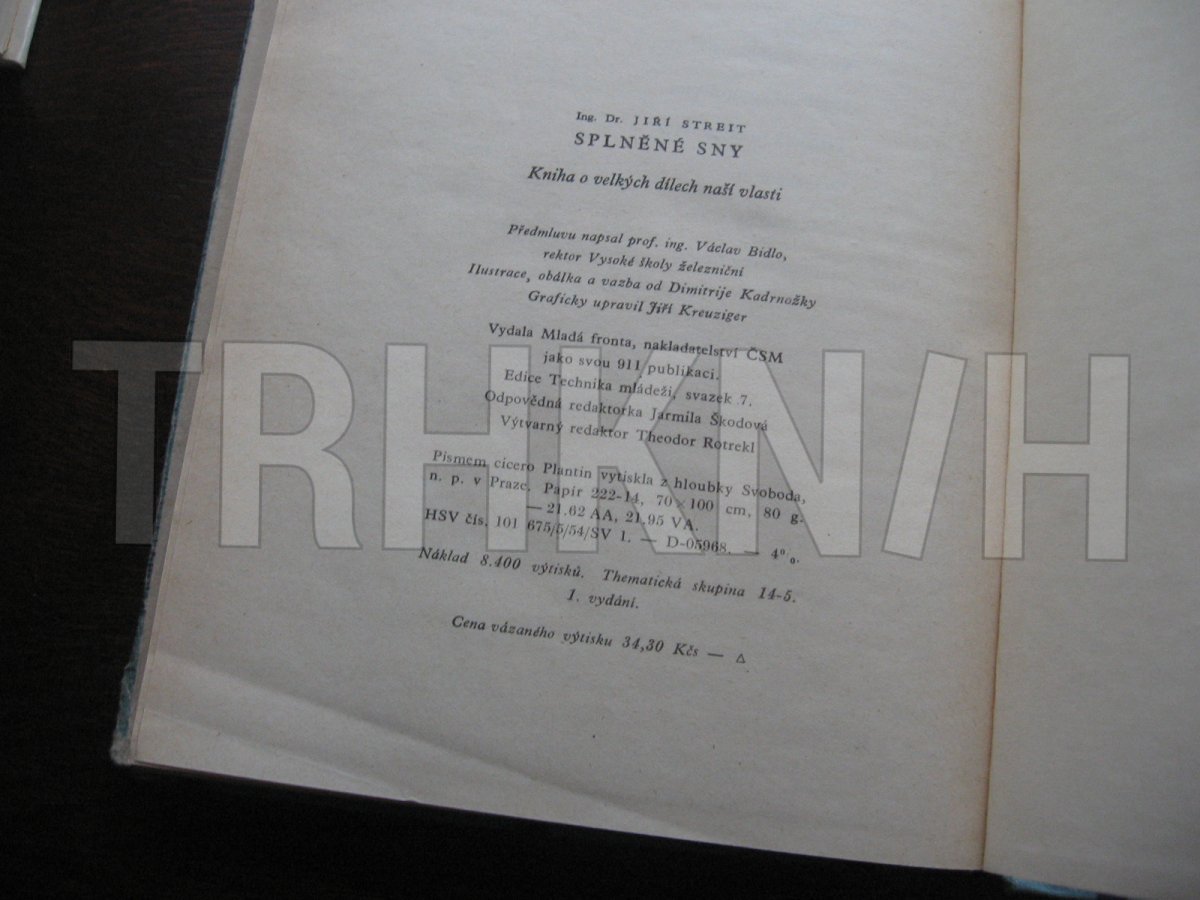 Ing. Dr. JIŘÍ STREIT
SPLNĚNÉ SNY
Kniha o velkých dílech naší vlasti
Předmluvu napsal prof. ing. Václav Bidlo,
rektor Vysoké školy železniční
Ilustrace, obálka a vazba od Dimitrije Kadrnožky
Graficky upravil Jiří Kreuziger
Vydala Mladá fronta, nakladatelství ČSM
jako svou 911 publikaci.
Edice Technika mládeži, svazek 7.
Odpovědná redaktorka Jarmila Škodová
Výtvarný redaktor Theodor Rotrekl
Písmem cicero Plantin vytiskla z hloubky Svoboda,
n. p. v Praze. Papír 222-14, 70 × 100 cm, 80 g.
— 21,62 AA, 21,95 VA.
HSV čís. 101 675/5/54/SV 1. — D-05968. — 4⁰₀.
Náklad 8.400 výtisků. Thematická skupina 14-5.
1. vydání.
Cena vázaného výtisku 34,30 Kčs — △
TRHKNIH